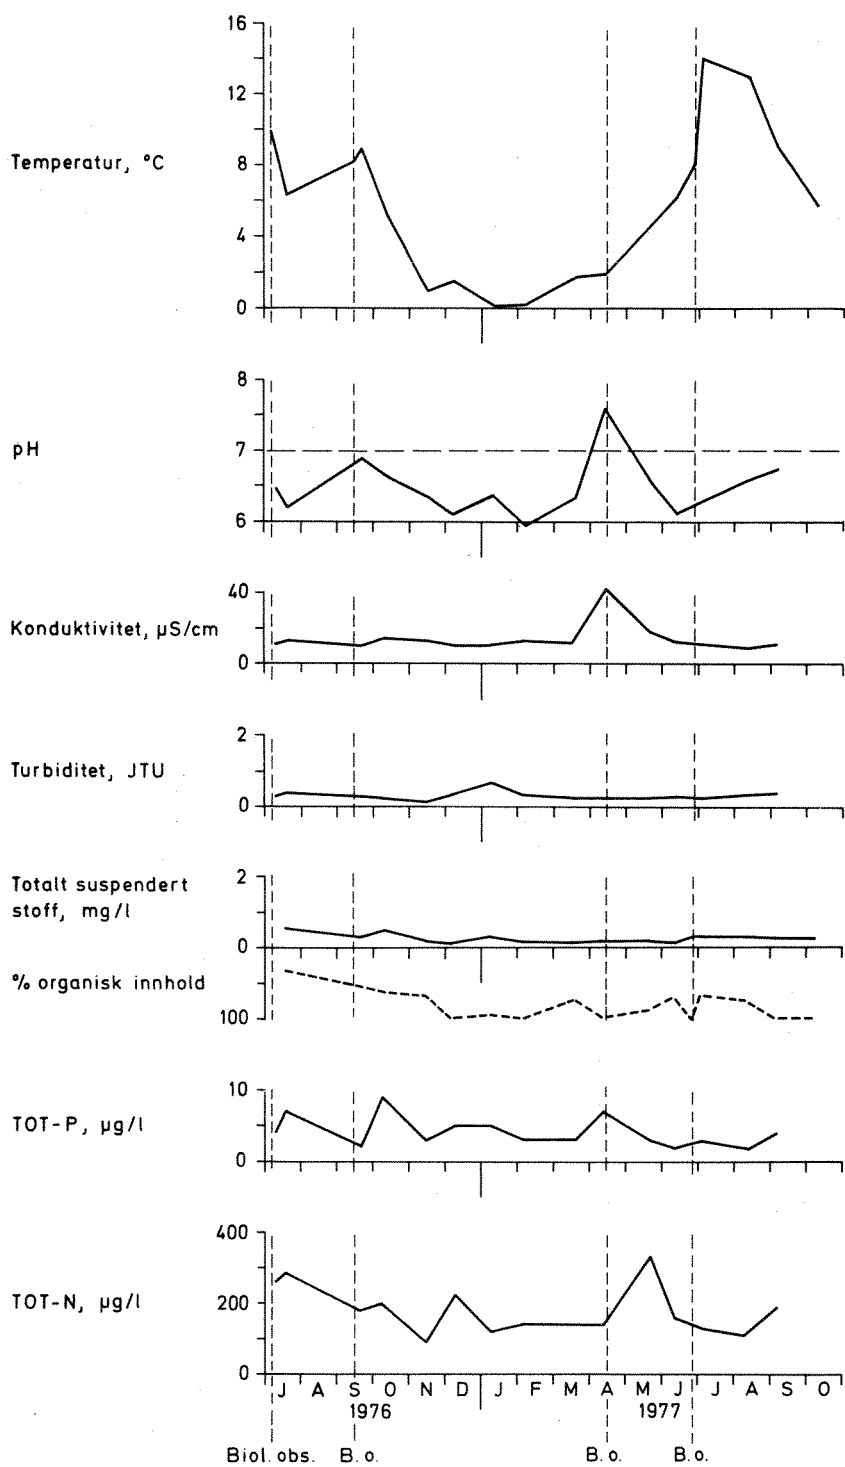 16
12
Temperatur, °C
8
4
0
8
pH
7
6
40
Konduktivitet, µS/cm
0
2
Turbiditet, JTU
0
Totalt suspendert
2
stoff, mg/l
0
% organisk innhold
100
10
TOT-P, µg/l
0
400
TOT-N, µg/l
200
0
J A S O N D J F M A M J J A S O
1976 1977
Biol. obs. B. o. B. o. B. o.